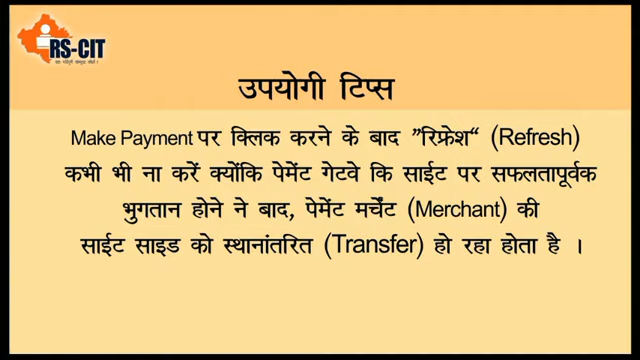 RS-CIT
उपयोगी टिप्स
Make Payment पर क्लिक करने के बाद "रिफ्रेश" (Refresh)
कभी भी ना करें क्योंकि पेमेंट गेटवे कि साईट पर सफलतापूर्वक
भुगतान होने ने बाद, पेमेंट मर्चेंट (Merchant) की
साईट साइड को स्थानांतरित (Transfer) हो रहा होता है ।